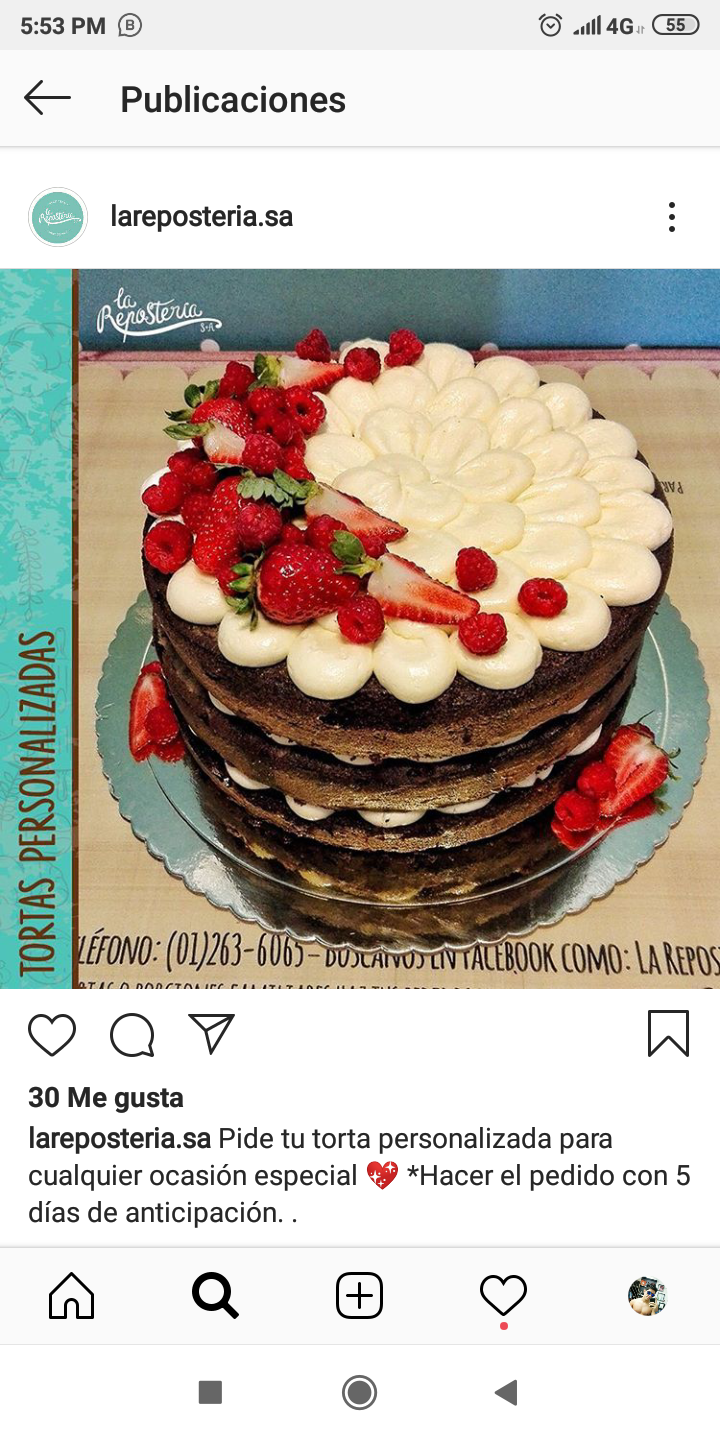 5:53 PM
4G
55
Publicaciones
lareposteria.sa
la
Repostería
S.A
TORTAS PERSONALIZADAS
LÉFONO: (01)263-6065 – BUSCANOS EN FACEBOOK COMO: LA REPOS
30 Me gusta
lareposteria.sa Pide tu torta personalizada para
cualquier ocasión especial 💖 *Hacer el pedido con 5
días de anticipación. .